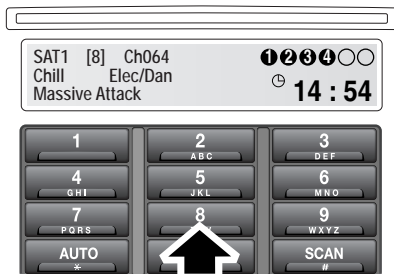 SAT1 [8] Ch064 ❶❷❸❹○○
Chill Elec/Dan
Massive Attack 14 : 54
1 2 3
ABC DEF
4 5 6
GHI JKL MNO
7 8 9
PQRS WXYZ
AUTO SCAN
* #